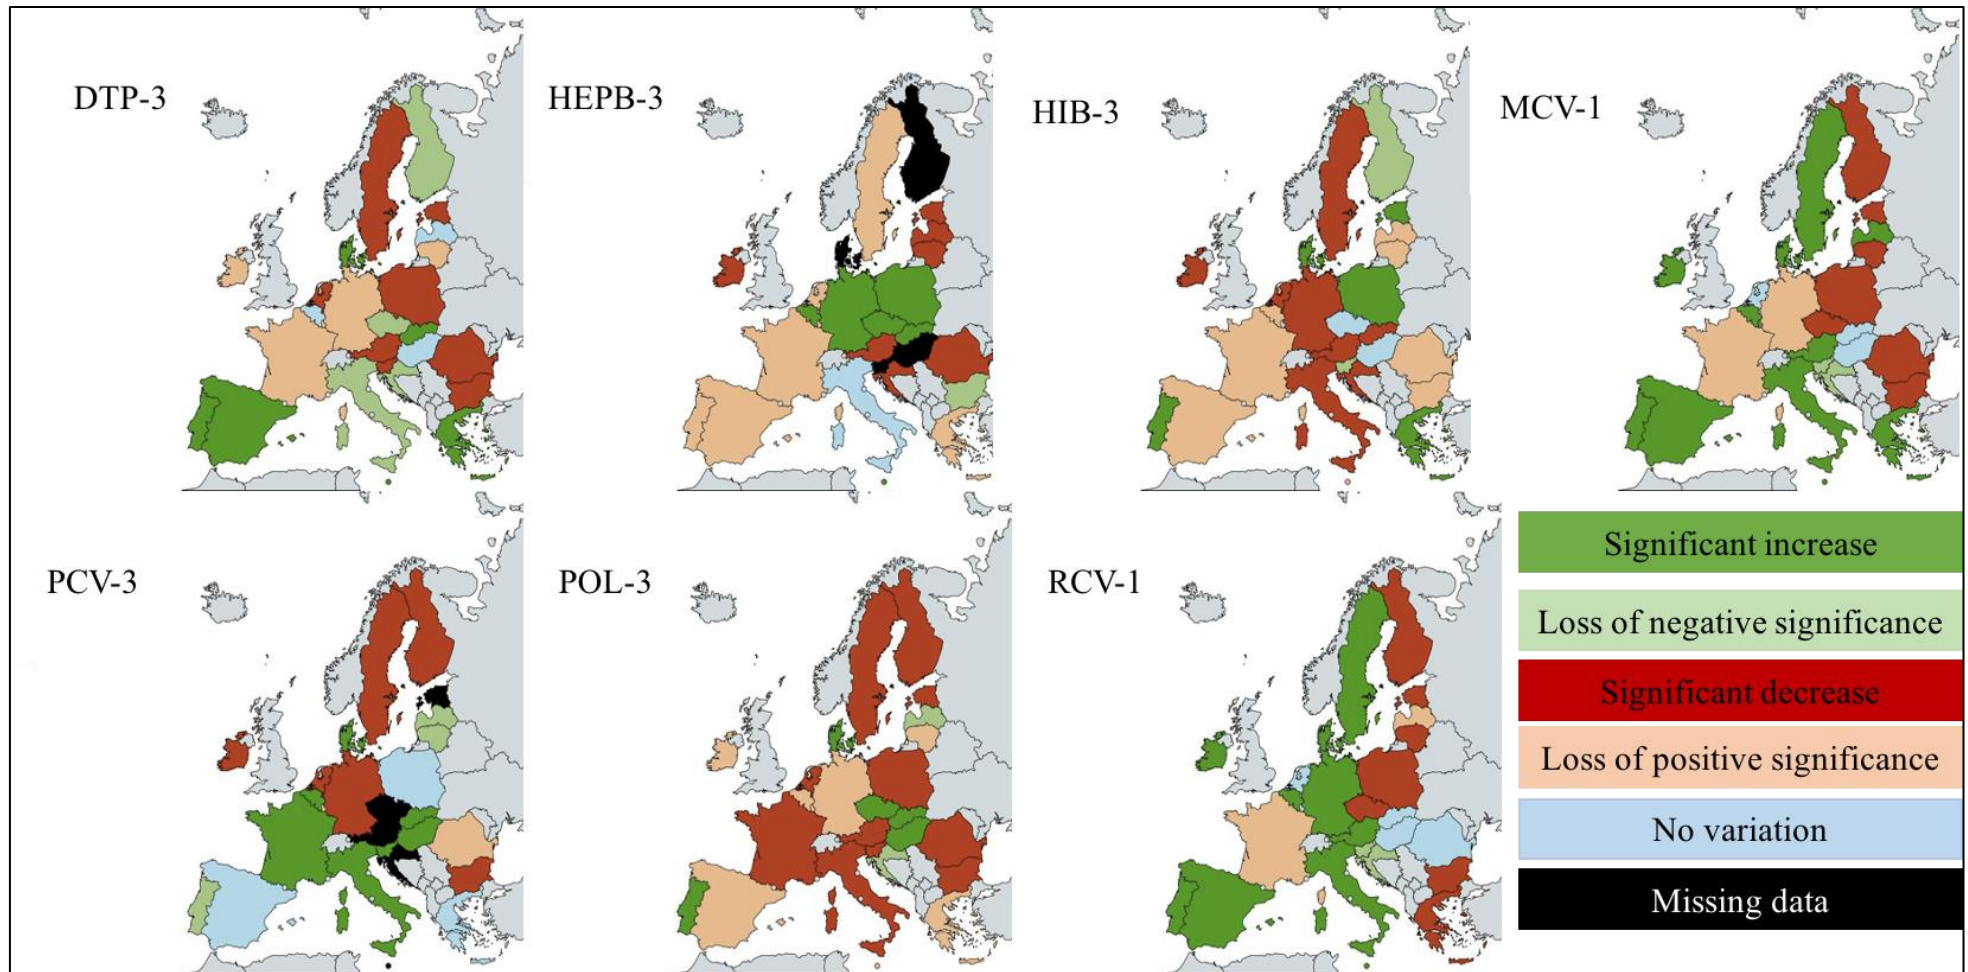 DTP-3
HEPB-3
HIB-3
MCV-1
PCV-3
POL-3
RCV-1
Significant increase
Loss of negative significance
Significant decrease
Loss of positive significance
No variation
Missing data